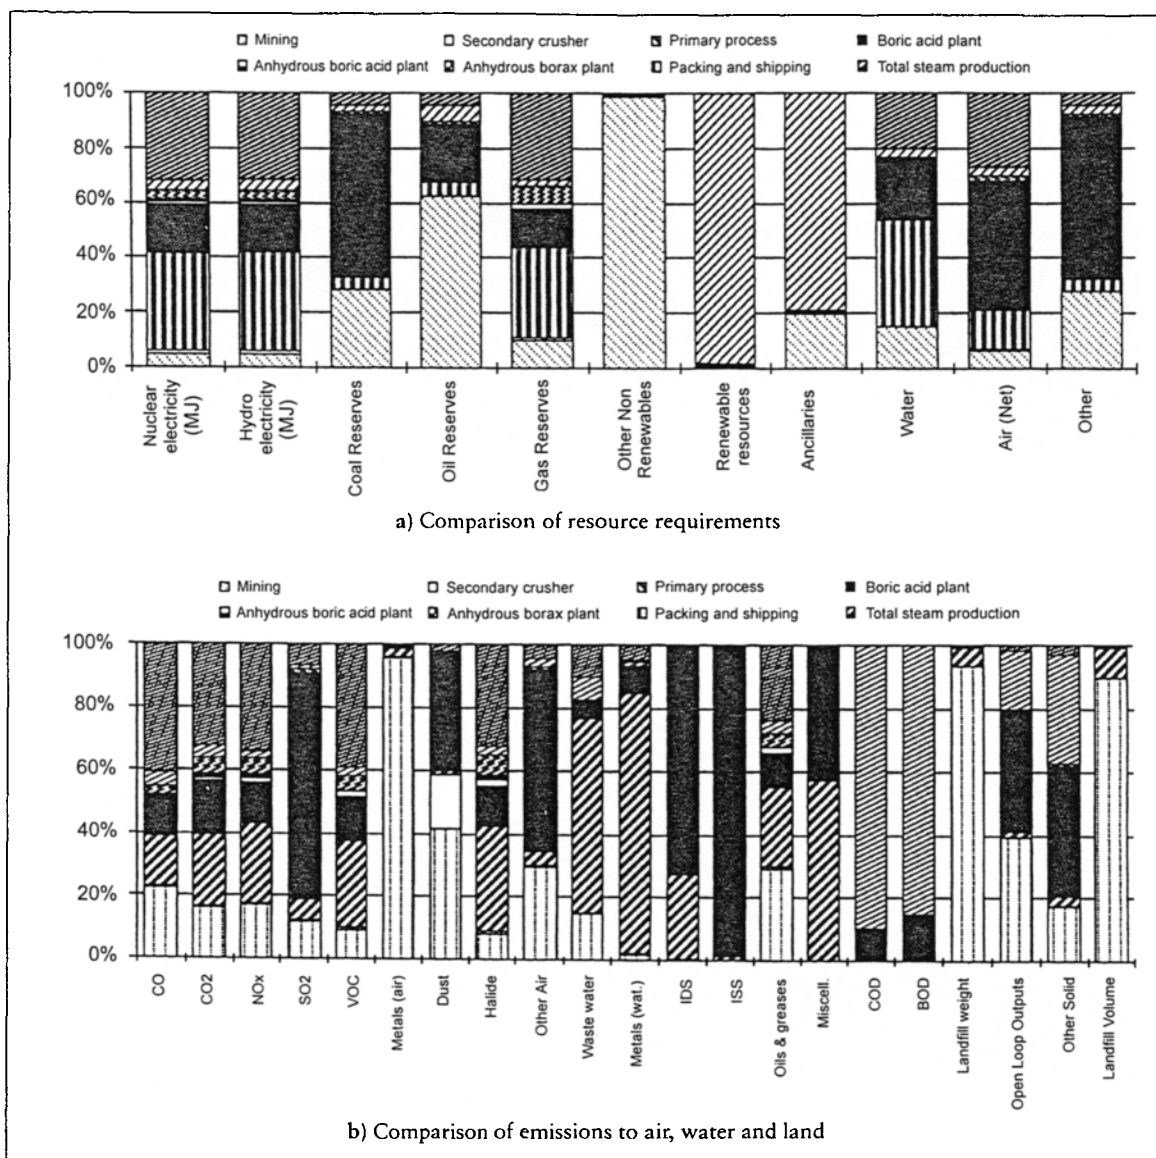 Mining Secondary crusher Primary process Boric acid plant
Anhydrous boric acid plant Anhydrous borax plant Packing and shipping Total steam production
100%
80%
60%
40%
20%
0%
Nuclear electricity (MJ)
Hydro electricity (MJ)
Coal Reserves
Oil Reserves
Gas Reserves
Other Non Renewables
Renewable resources
Ancillaries
Water
Air (Net)
Other
a) Comparison of resource requirements
Mining Secondary crusher Primary process Boric acid plant
Anhydrous boric acid plant Anhydrous borax plant Packing and shipping Total steam production
100%
80%
60%
40%
20%
0%
CO
CO2
NOx
SO2
VOC
Metals (air)
Dust
Halide
Other Air
Waste water
Metals (wat.)
IDS
ISS
Oils & greases
Miscell.
COD
BOD
Landfill weight
Open Loop Outputs
Other Solid
Landfill Volume
b) Comparison of emissions to air, water and land